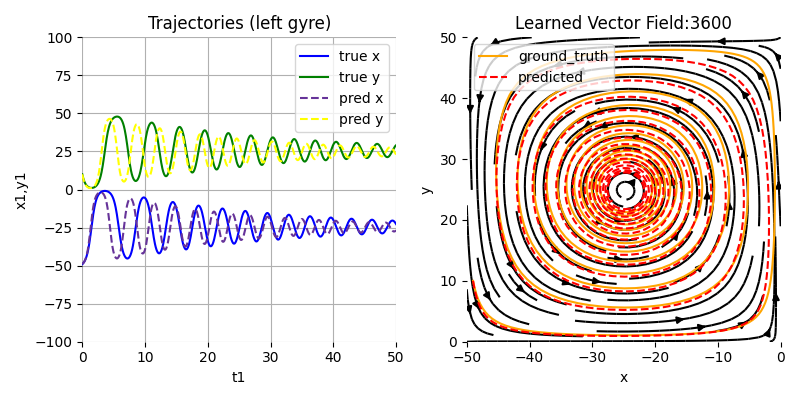 Trajectories (left gyre)
100
75
50
25
0
−25
−50
−75
−100
x1,y1
0
10
20
30
40
50
t1
true x
true y
pred x
pred y
Learned Vector Field:3600
50
40
30
20
10
0
y
−50
−40
−30
−20
−10
0
x
ground_truth
predicted